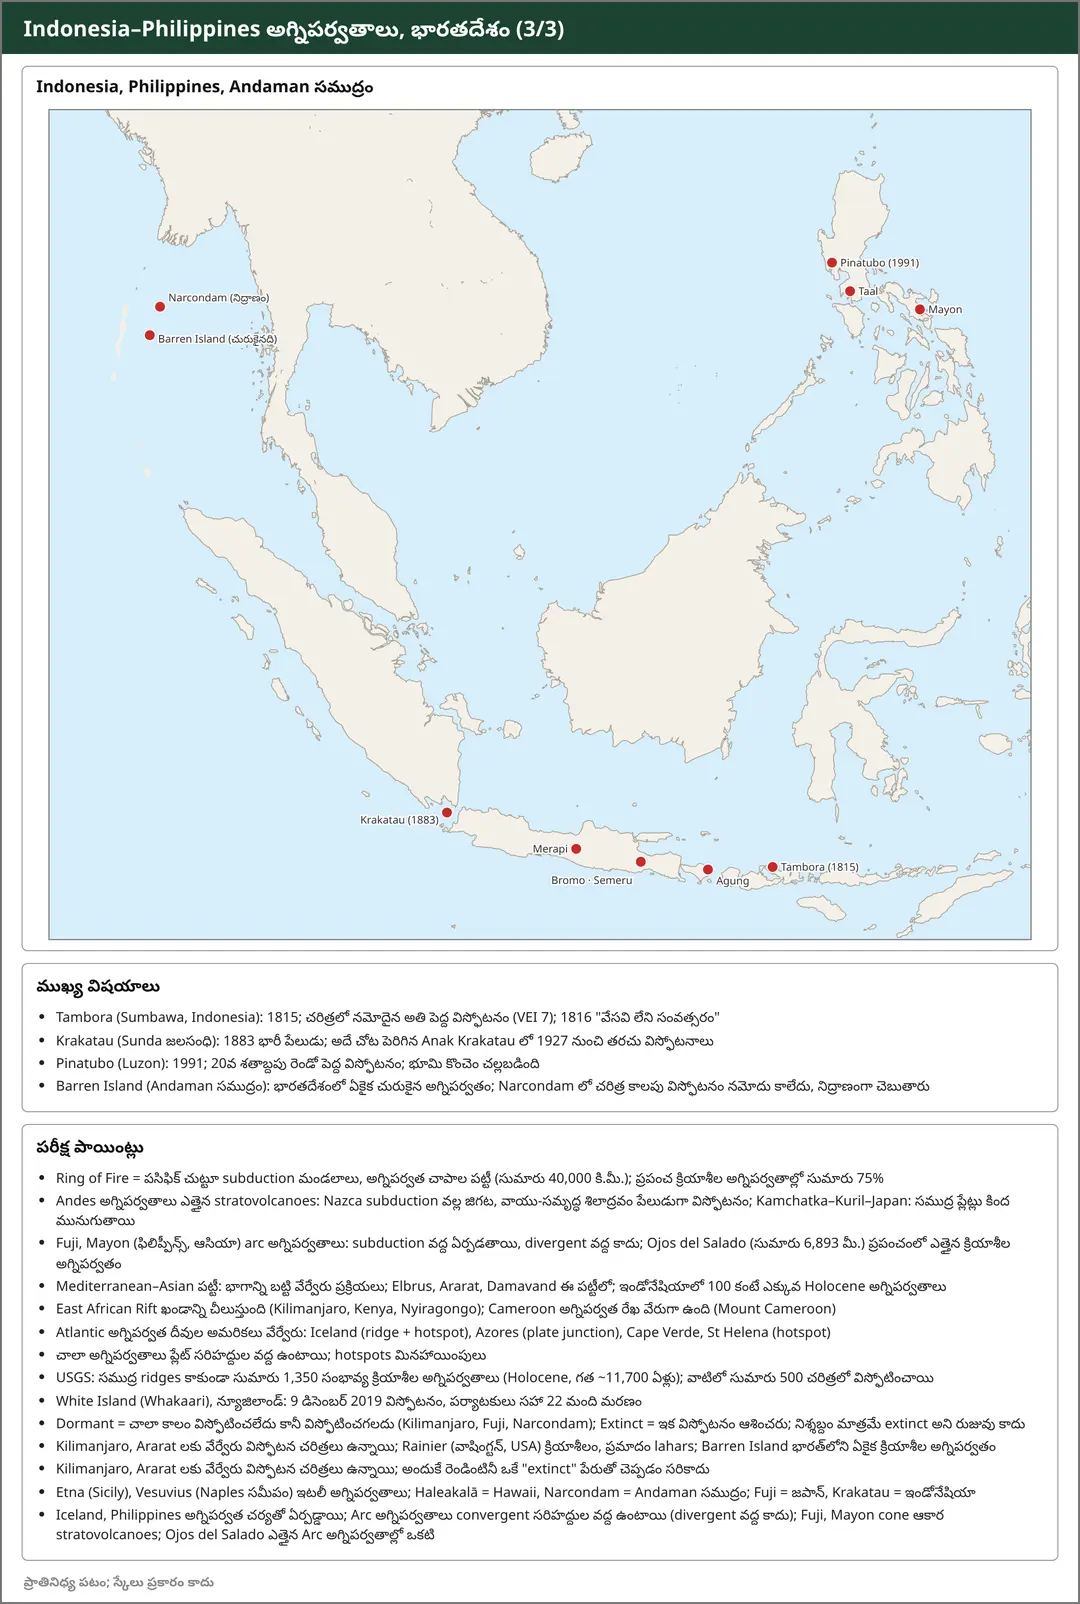 Indonesia–Philippines అగ్నిపర్వతాలు, భారతదేశం (3/3)
Indonesia, Philippines, Andaman సముద్రం
Pinatubo (1991)
Taal
Narcondam (నిద్రాణం)
Mayon
Barren Island (చురుకైనది)
Krakatau (1883)
Merapi
Tambora (1815)
Bromo · Semeru
Agung
ముఖ్య విషయాలు
• Tambora (Sumbawa, Indonesia): 1815; చరిత్రలో నమోదైన అతి పెద్ద విస్ఫోటనం (VEI 7); 1816 "వేసవి లేని సంవత్సరం"
• Krakatau (Sunda జలసంధి): 1883 భారీ పేలుడు; అదే చోట పెరిగిన Anak Krakatau లో 1927 నుంచి తరచు విస్ఫోటనాలు
• Pinatubo (Luzon): 1991; 20వ శతాబ్దపు రెండో పెద్ద విస్ఫోటనం; భూమి కొంచెం చల్లబడింది
• Barren Island (Andaman సముద్రం): భారతదేశంలో ఏకైక చురుకైన అగ్నిపర్వతం; Narcondam లో చరిత్ర కాలపు విస్ఫోటనం నమోదు కాలేదు, నిద్రాణంగా చెబుతారు
పరీక్ష పాయింట్లు
• Ring of Fire = పసిఫిక్ చుట్టూ subduction మండలాలు, అగ్నిపర్వత చాపాల పట్టీ (సుమారు 40,000 కి.మీ.); ప్రపంచ క్రియాశీల అగ్నిపర్వతాల్లో సుమారు 75%
• Andes అగ్నిపర్వతాలు ఎత్తైన stratovolcanoes: Nazca subduction వల్ల జిగట, వాయు-సమృద్ధ శిలాద్రవం పేలుడుగా విస్ఫోటనం; Kamchatka–Kuril–Japan: సముద్ర ప్లేట్లు కింద
మునుగుతాయి
• Fuji, Mayon (ఫిలిప్పీన్స్, ఆసియా) arc అగ్నిపర్వతాలు: subduction వద్ద ఏర్పడతాయి, divergent వద్ద కాదు; Ojos del Salado (సుమారు 6,893 మీ.) ప్రపంచంలో ఎత్తైన క్రియాశీల
అగ్నిపర్వతం
• Mediterranean–Asian పట్టీ: భాగాన్ని బట్టి వేర్వేరు ప్రక్రియలు; Elbrus, Ararat, Damavand ఈ పట్టీలో; ఇండోనేషియాలో 100 కంటే ఎక్కువ Holocene అగ్నిపర్వతాలు
• East African Rift ఖండాన్ని చీలుస్తుంది (Kilimanjaro, Kenya, Nyiragongo); Cameroon అగ్నిపర్వత రేఖ వేరుగా ఉంది (Mount Cameroon)
• Atlantic అగ్నిపర్వత దీవుల అమరికలు వేర్వేరు: Iceland (ridge + hotspot), Azores (plate junction), Cape Verde, St Helena (hotspot)
• చాలా అగ్నిపర్వతాలు ప్లేట్ సరిహద్దుల వద్ద ఉంటాయి; hotspots మినహాయింపులు
• USGS: సముద్ర ridges కాకుండా సుమారు 1,350 సంభావ్య క్రియాశీల అగ్నిపర్వతాలు (Holocene, గత ~11,700 ఏళ్లు); వాటిలో సుమారు 500 చరిత్రలో విస్ఫోటించాయి
• White Island (Whakaari), న్యూజిలాండ్: 9 డిసెంబర్ 2019 విస్ఫోటనం, పర్యాటకులు సహా 22 మంది మరణం
• Dormant = చాలా కాలం విస్ఫోటించలేదు కానీ విస్ఫోటించగలదు (Kilimanjaro, Fuji, Narcondam); Extinct = ఇక విస్ఫోటనం ఆశించరు; నిశ్శబ్దం మాత్రమే extinct అని రుజువు కాదు
• Kilimanjaro, Ararat లకు వేర్వేరు విస్ఫోటన చరిత్రలు ఉన్నాయి; Rainier (వాషింగ్టన్, USA) క్రియాశీలం, ప్రమాదం lahars; Barren Island భారత్‌లోని ఏకైక క్రియాశీల అగ్నిపర్వతం
• Kilimanjaro, Ararat లకు వేర్వేరు విస్ఫోటన చరిత్రలు ఉన్నాయి; అందుకే రెండింటినీ ఒకే "extinct" పేరుతో చెప్పడం సరికాదు
• Etna (Sicily), Vesuvius (Naples సమీపం) ఇటలీ అగ్నిపర్వతాలు; Haleakalā = Hawaii, Narcondam = Andaman సముద్రం; Fuji = జపాన్, Krakatau = ఇండోనేషియా
• Iceland, Philippines అగ్నిపర్వత చర్యతో ఏర్పడ్డాయి; Arc అగ్నిపర్వతాలు convergent సరిహద్దుల వద్ద ఉంటాయి (divergent వద్ద కాదు); Fuji, Mayon cone ఆకార
stratovolcanoes; Ojos del Salado ఎత్తైన Arc అగ్నిపర్వతాల్లో ఒకటి
ప్రాతినిధ్య పటం; స్కేలు ప్రకారం కాదు